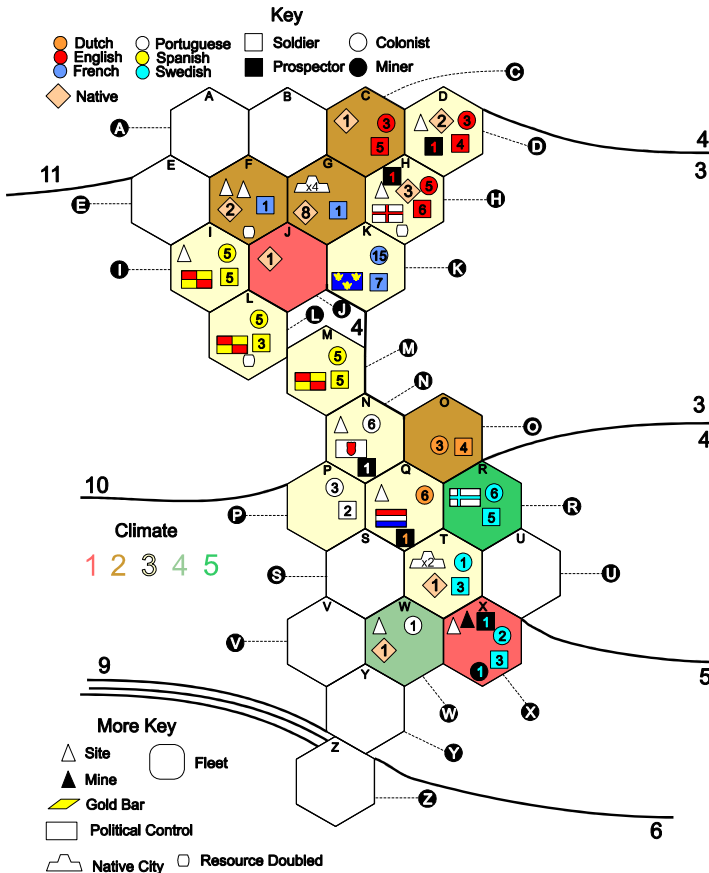 Key
Dutch Portuguese Soldier Colonist
English Spanish
French Swedish Prospector Miner
Native
C
A B C D
1 3 2 3
A
5 1 4
D
4
3
11
E F G H
1
x4 3 5
E
2 1 8 1 6
H
I J K
5 1 15
I
5 7
K
L
J
5 L
3
4
M
5
M
5
N
N O
6
3
3 4
O
4
1
10
P Q R
3 6 6
P
2 5
R
1
Climate
S T U
x2 1
1 2 3 4 5
S
1 3
U
V W X
1 1
2
V
1 3
1
5
9
Y
W
X
More Key
Y
Site
Z
Fleet
Mine
Gold Bar
Z
Political Control
6
Native City Resource Doubled